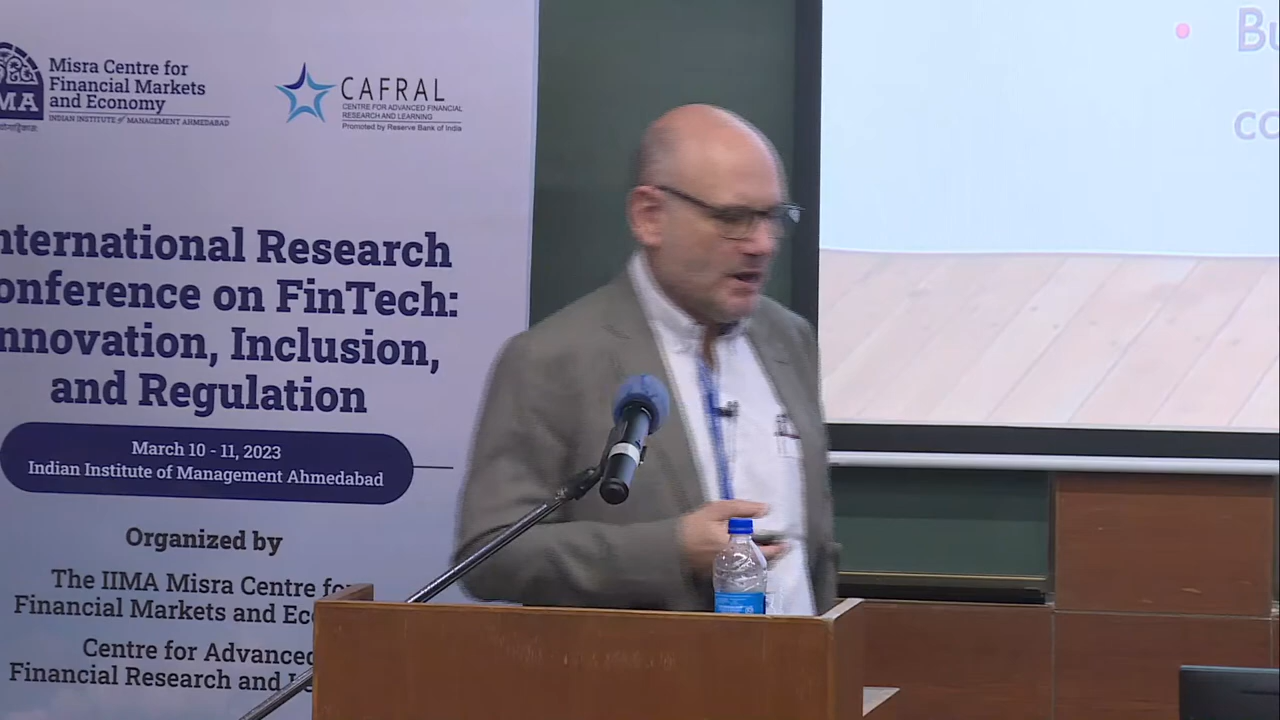 MA
Misra Centre for
Financial Markets
and Economy
INDIAN INSTITUTE of MANAGEMENT AHMEDABAD
CAFRAL
CENTRE FOR ADVANCED FINANCIAL
RESEARCH AND LEARNING
Promoted by Reserve Bank of India
nternational Research
onference on FinTech:
nnovation, Inclusion,
and Regulation
March 10 - 11, 2023
Indian Institute of Management Ahmedabad
Organized by
The IIMA Misra Centre for
Financial Markets and Ec
Centre for Advanced
Financial Research and
Bu
co